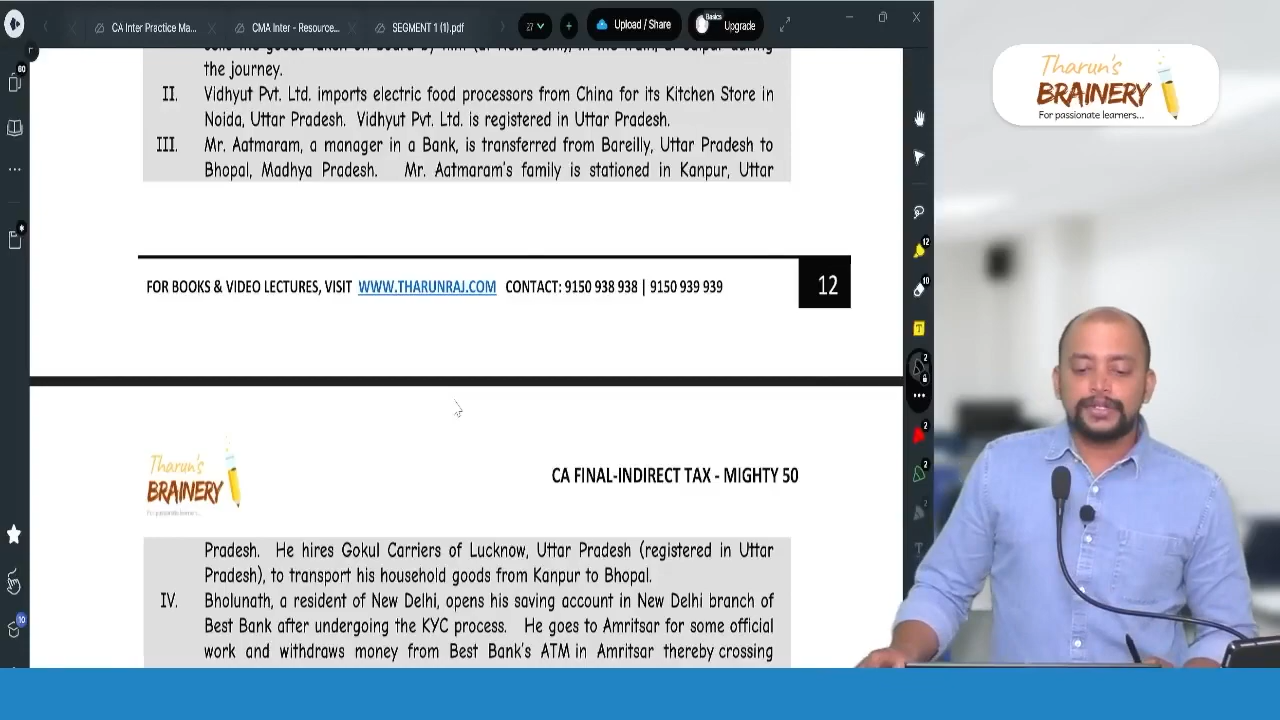 CA Inter Practice Ma...
CMA Inter - Resource...
SEGMENT 1 (1).pdf
27
Upload / Share
Basics
Upgrade
the journey.
II. Vidhyut Pvt. Ltd. imports electric food processors from China for its Kitchen Store in
Noida, Uttar Pradesh. Vidhyut Pvt. Ltd. is registered in Uttar Pradesh.
III. Mr. Aatmaram, a manager in a Bank, is transferred from Bareilly, Uttar Pradesh to
Bhopal, Madhya Pradesh. Mr. Aatmaram's family is stationed in Kanpur, Uttar
FOR BOOKS & VIDEO LECTURES, VISIT WWW.THARUNRAJ.COM CONTACT: 9150 938 938 | 9150 939 939
12
Tharun's
BRAINERY
For passionate learners...
CA FINAL-INDIRECT TAX - MIGHTY 50
Pradesh. He hires Gokul Carriers of Lucknow, Uttar Pradesh (registered in Uttar
Pradesh), to transport his household goods from Kanpur to Bhopal.
IV. Bholunath, a resident of New Delhi, opens his saving account in New Delhi branch of
Best Bank after undergoing the KYC process. He goes to Amritsar for some official
work and withdraws money from Best Bank's ATM in Amritsar thereby crossing
Tharun's
BRAINERY
For passionate learners...